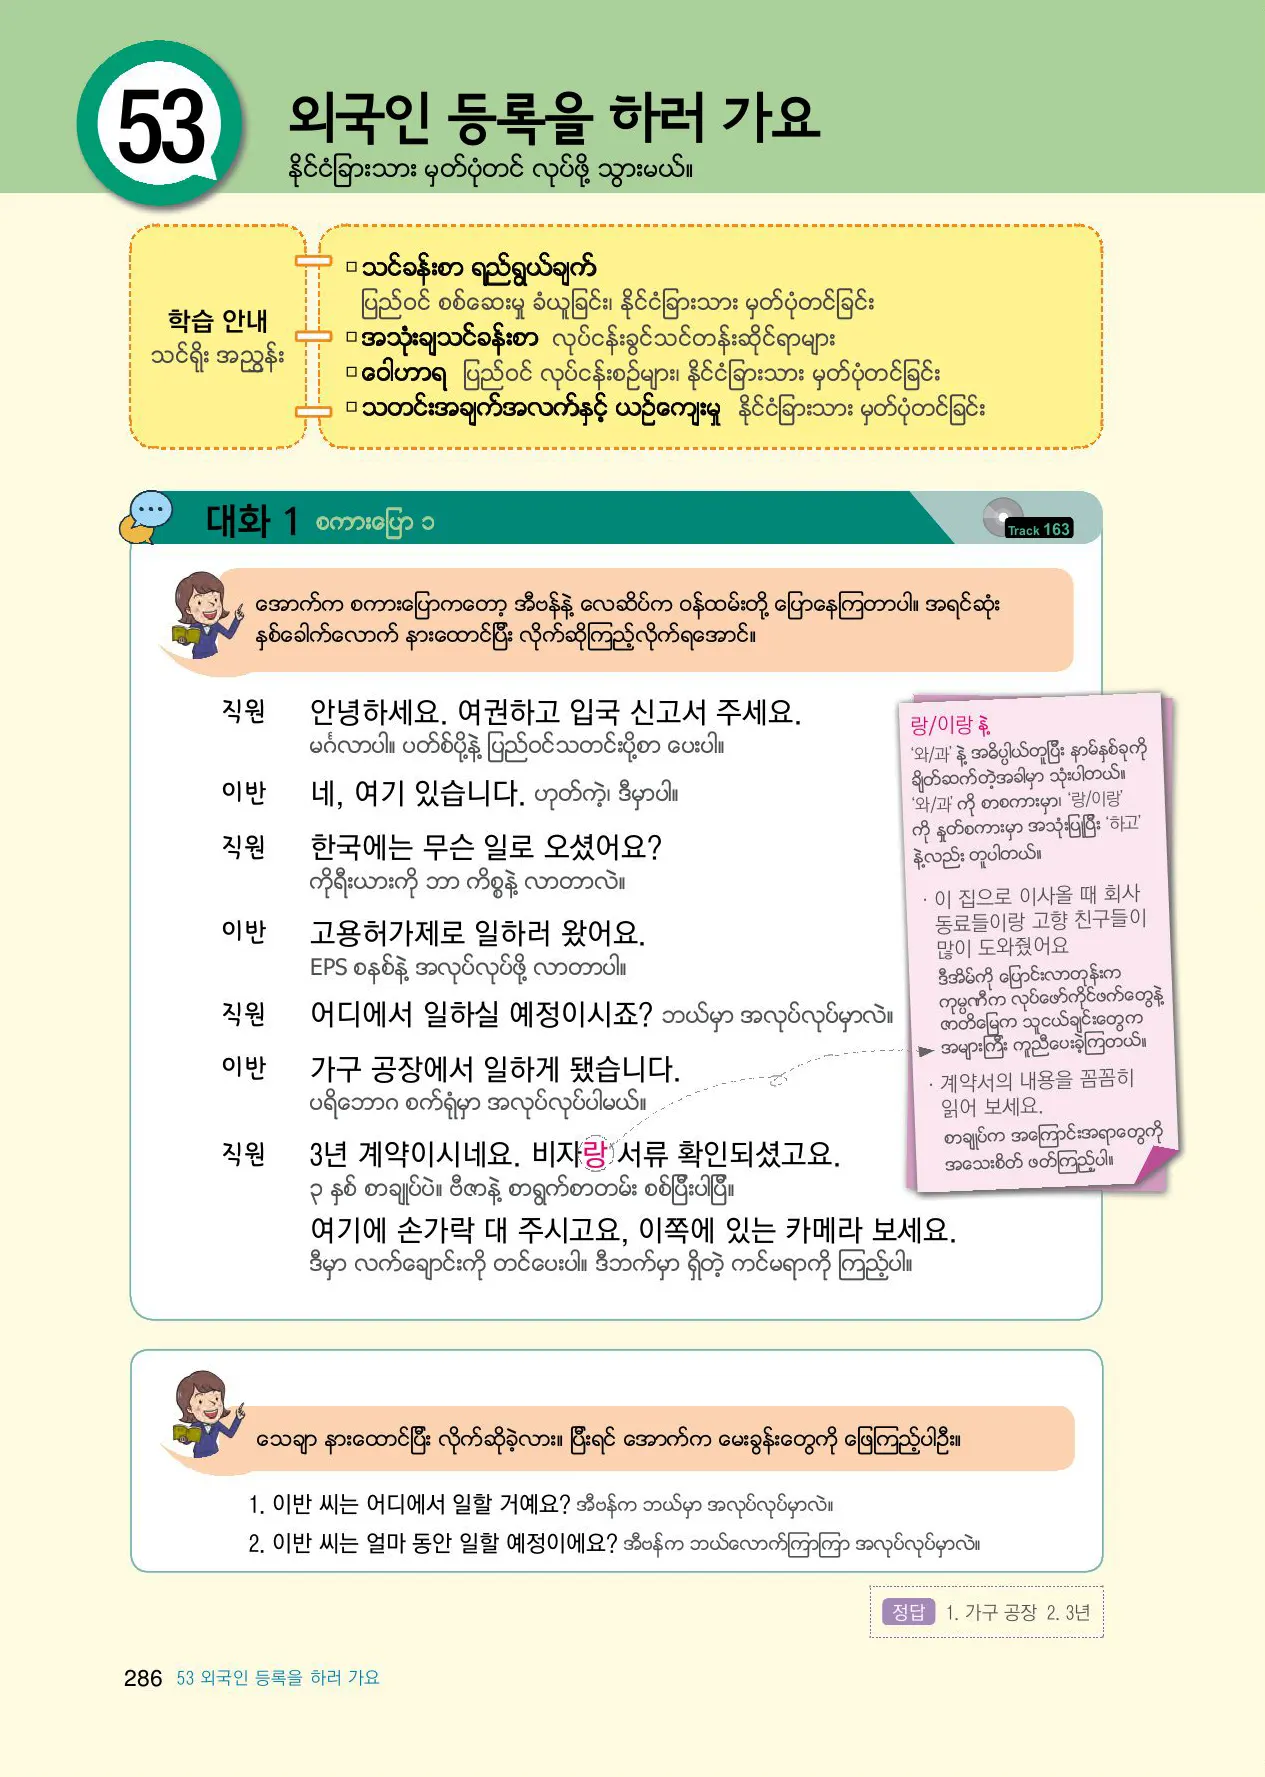 53
외국인 등록을 하러 가요
နိုင်ငံခြားသား မှတ်ပုံတင် လုပ်ဖို့ သွားမယ်။
학습 안내
သင်ရိုး အညွှန်း
□ သင်ခန်းစာ ရည်ရွယ်ချက်
ပြည်ဝင် စစ်ဆေးမှု ခံယူခြင်း၊ နိုင်ငံခြားသား မှတ်ပုံတင်ခြင်း
□ အသုံးချသင်ခန်းစာ လုပ်ငန်းခွင်သင်တန်းဆိုင်ရာများ
□ ဝေါဟာရ ပြည်ဝင် လုပ်ငန်းစဉ်များ၊ နိုင်ငံခြားသား မှတ်ပုံတင်ခြင်း
□ သတင်းအချက်အလက်နှင့် ယဉ်ကျေးမှု နိုင်ငံခြားသား မှတ်ပုံတင်ခြင်း
대화 1 စကားပြော ၁
Track 163
အောက်က စကားပြောကတော့ အီဗန်နဲ့ လေဆိပ်က ဝန်ထမ်းတို့ ပြောနေကြတာပါ။ အရင်ဆုံး
နှစ်ခေါက်လောက် နားထောင်ပြီး လိုက်ဆိုကြည့်လိုက်ရအောင်။
직원 안녕하세요. 여권하고 입국 신고서 주세요.
မင်္ဂလာပါ။ ပတ်စ်ပို့နဲ့ ပြည်ဝင်သတင်းပို့စာ ပေးပါ။
이반 네, 여기 있습니다. ဟုတ်ကဲ့၊ ဒီမှာပါ။
직원 한국에는 무슨 일로 오셨어요?
ကိုရီးယားကို ဘာ ကိစ္စနဲ့ လာတာလဲ။
이반 고용허가제로 일하러 왔어요.
EPS စနစ်နဲ့ အလုပ်လုပ်ဖို့ လာတာပါ။
직원 어디에서 일하실 예정이시죠? ဘယ်မှာ အလုပ်လုပ်မှာလဲ။
이반 가구 공장에서 일하게 됐습니다.
ပရိဘောဂ စက်ရုံမှာ အလုပ်လုပ်ပါမယ်။
직원 3년 계약이시네요. 비자랑 서류 확인되셨고요.
၃ နှစ် စာချုပ်ပဲ။ ဗီဇာနဲ့ စာရွက်စာတမ်း စစ်ပြီးပါပြီ။
여기에 손가락 대 주시고요, 이쪽에 있는 카메라 보세요.
ဒီမှာ လက်ချောင်းကို တင်ပေးပါ။ ဒီဘက်မှာ ရှိတဲ့ ကင်မရာကို ကြည့်ပါ။
랑/이랑 နဲ့
‘와/과’ နဲ့ အဓိပ္ပါယ်တူပြီး နာမ်နှစ်ခုကို
ချိတ်ဆက်တဲ့အခါမှာ သုံးပါတယ်။
‘와/과’ ကို စာစကားမှာ၊ ‘랑/이랑’
ကို နှုတ်စကားမှာ အသုံးပြုပြီး ‘하고’
နဲ့လည်း တူပါတယ်။
· 이 집으로 이사올 때 회사
동료들이랑 고향 친구들이
많이 도와줬어요
ဒီအိမ်ကို ပြောင်းလာတုန်းက
ကုမ္ပဏီက လုပ်ဖော်ကိုင်ဖက်တွေနဲ့
ဇာတိမြေက သူငယ်ချင်းတွေက
အများကြီး ကူညီပေးခဲ့ကြတယ်။
· 계약서의 내용을 꼼꼼히
읽어 보세요.
စာချုပ်က အကြောင်းအရာတွေကို
အသေးစိတ် ဖတ်ကြည့်ပါ။
သေချာ နားထောင်ပြီး လိုက်ဆိုခဲ့လား။ ပြီးရင် အောက်က မေးခွန်းတွေကို ဖြေကြည့်ပါဦး။
1. 이반 씨는 어디에서 일할 거예요? အီဗန်က ဘယ်မှာ အလုပ်လုပ်မှာလဲ။
2. 이반 씨는 얼마 동안 일할 예정이에요? အီဗန်က ဘယ်လောက်ကြာကြာ အလုပ်လုပ်မှာလဲ။
정답 1. 가구 공장 2. 3년
286 53 외국인 등록을 하러 가요